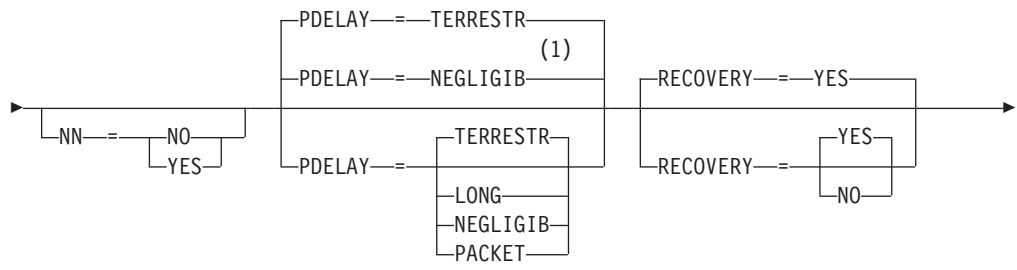 PDELAY = TERRESTR
(1)
PDELAY = NEGLIGIB
RECOVERY = YES
NN = NO
YES
PDELAY = TERRESTR
LONG
NEGLIGIB
PACKET
RECOVERY = YES
NO